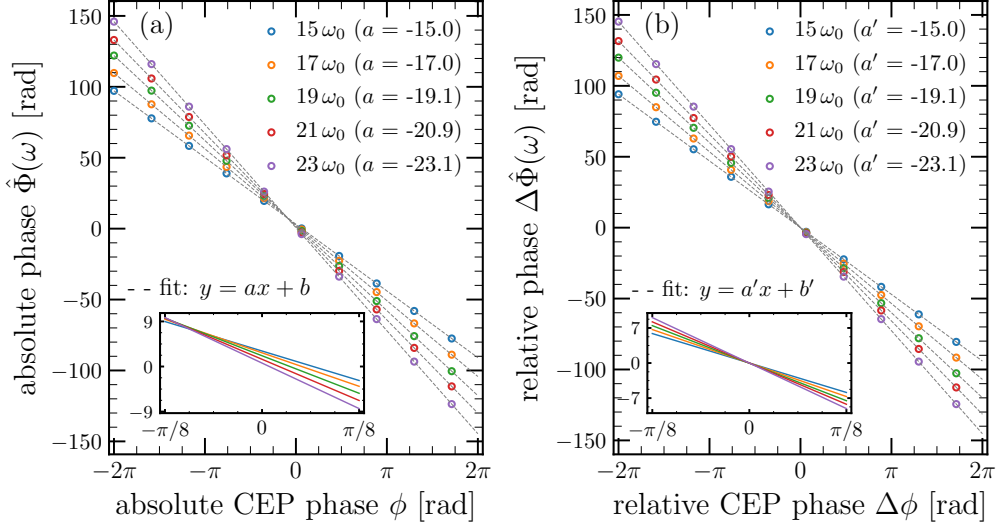 (a)
15 ω₀ (a = -15.0)
17 ω₀ (a = -17.0)
19 ω₀ (a = -19.1)
21 ω₀ (a = -20.9)
23 ω₀ (a = -23.1)
150
100
50
0
−50
−100
−150
absolute phase Φ̂(ω) [rad]
- - fit: y = ax + b
9
0
−9
−π/8
0
π/8
−2π
−π
0
π
2π
absolute CEP phase ϕ [rad]
(b)
15 ω₀ (a′ = -15.0)
17 ω₀ (a′ = -17.0)
19 ω₀ (a′ = -19.1)
21 ω₀ (a′ = -20.9)
23 ω₀ (a′ = -23.1)
150
100
50
0
−50
−100
−150
relative phase ΔΦ̂(ω) [rad]
- - fit: y = a′x + b′
7
0
−7
−π/8
0
π/8
−2π
−π
0
π
2π
relative CEP phase Δϕ [rad]